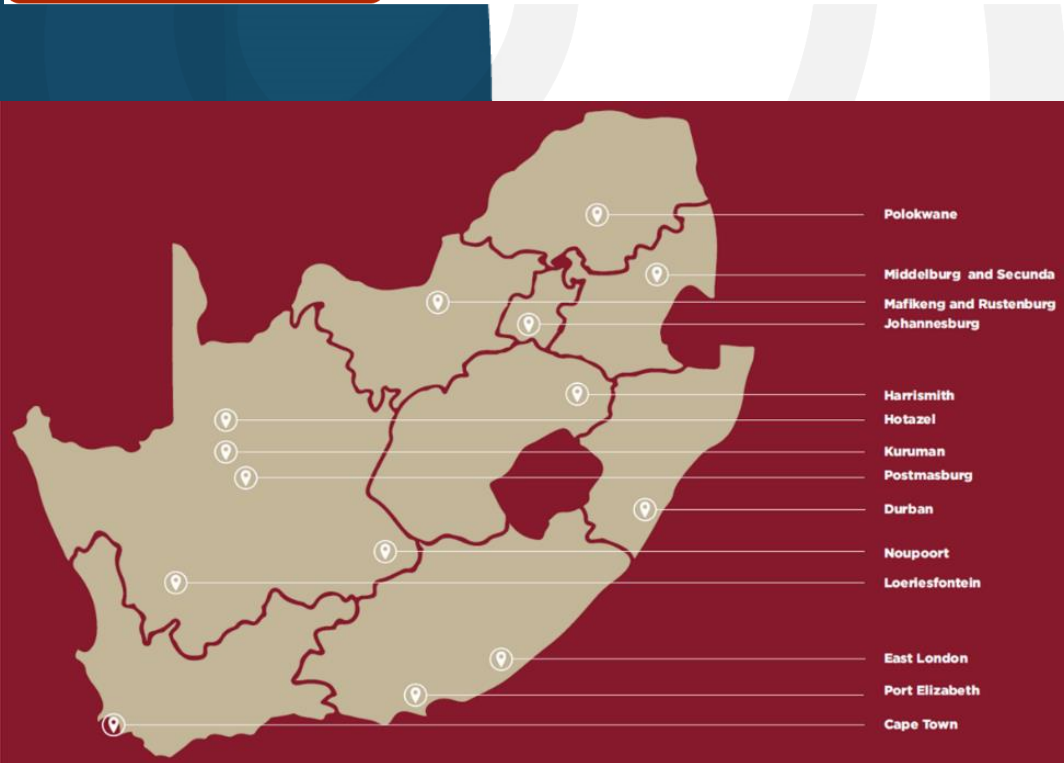 Polokwane
Middelburg and Secunda
Mafikeng and Rustenburg
Johannesburg
Harrismith
Hotazel
Kuruman
Postmasburg
Durban
Noupoort
Loeriesfontein
East London
Port Elizabeth
Cape Town